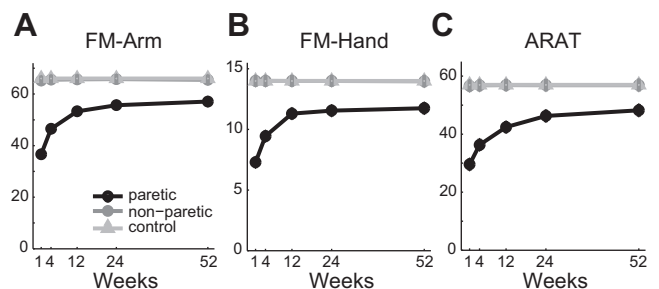 A
B
C
FM-Arm
FM-Hand
ARAT
60
40
20
0
paretic
non-paretic
control
1 4 12 24 52
Weeks
15
10
5
0
1 4 12 24 52
Weeks
60
40
20
0
1 4 12 24 52
Weeks